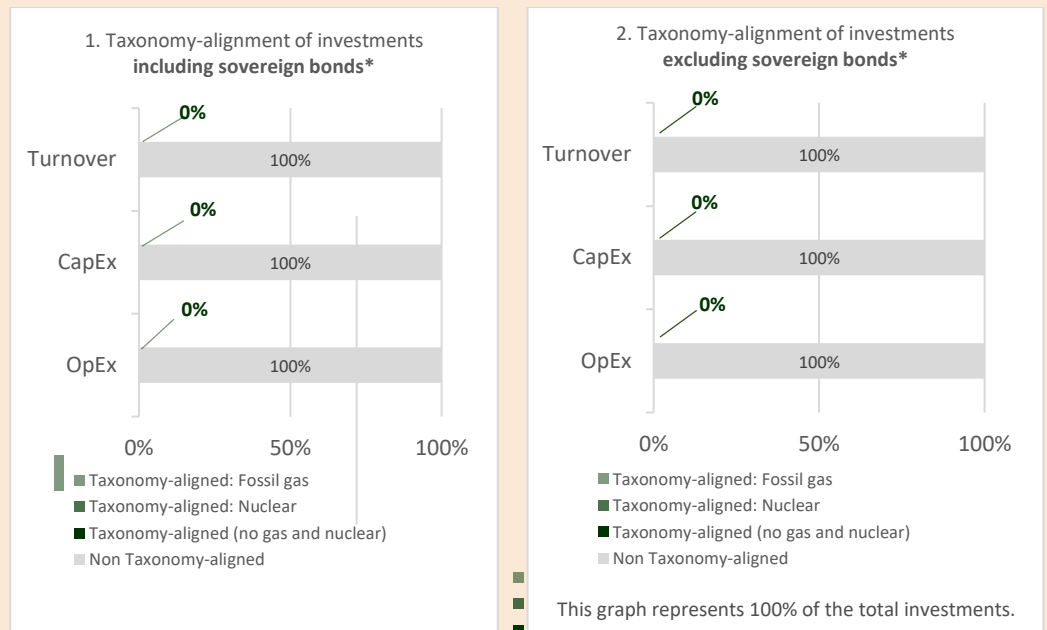 1. Taxonomy-alignment of investments
including sovereign bonds*
0%
Turnover
100%
0%
CapEx
100%
0%
OpEx
100%
0% 50% 100%
Taxonomy-aligned: Fossil gas
Taxonomy-aligned: Nuclear
Taxonomy-aligned (no gas and nuclear)
Non Taxonomy-aligned
2. Taxonomy-alignment of investments
excluding sovereign bonds*
0%
Turnover
100%
0%
CapEx
100%
0%
OpEx
100%
0% 50% 100%
Taxonomy-aligned: Fossil gas
Taxonomy-aligned: Nuclear
Taxonomy-aligned (no gas and nuclear)
Non Taxonomy-aligned
This graph represents 100% of the total investments.